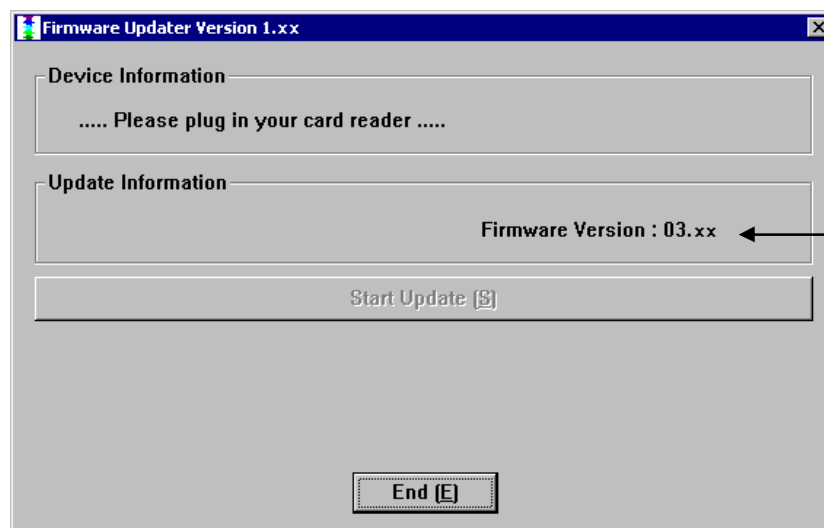 Firmware Updater Version 1.xx
Device Information
..... Please plug in your card reader .....
Update Information
Firmware Version : 03.xx
Start Update (S)
End (E)